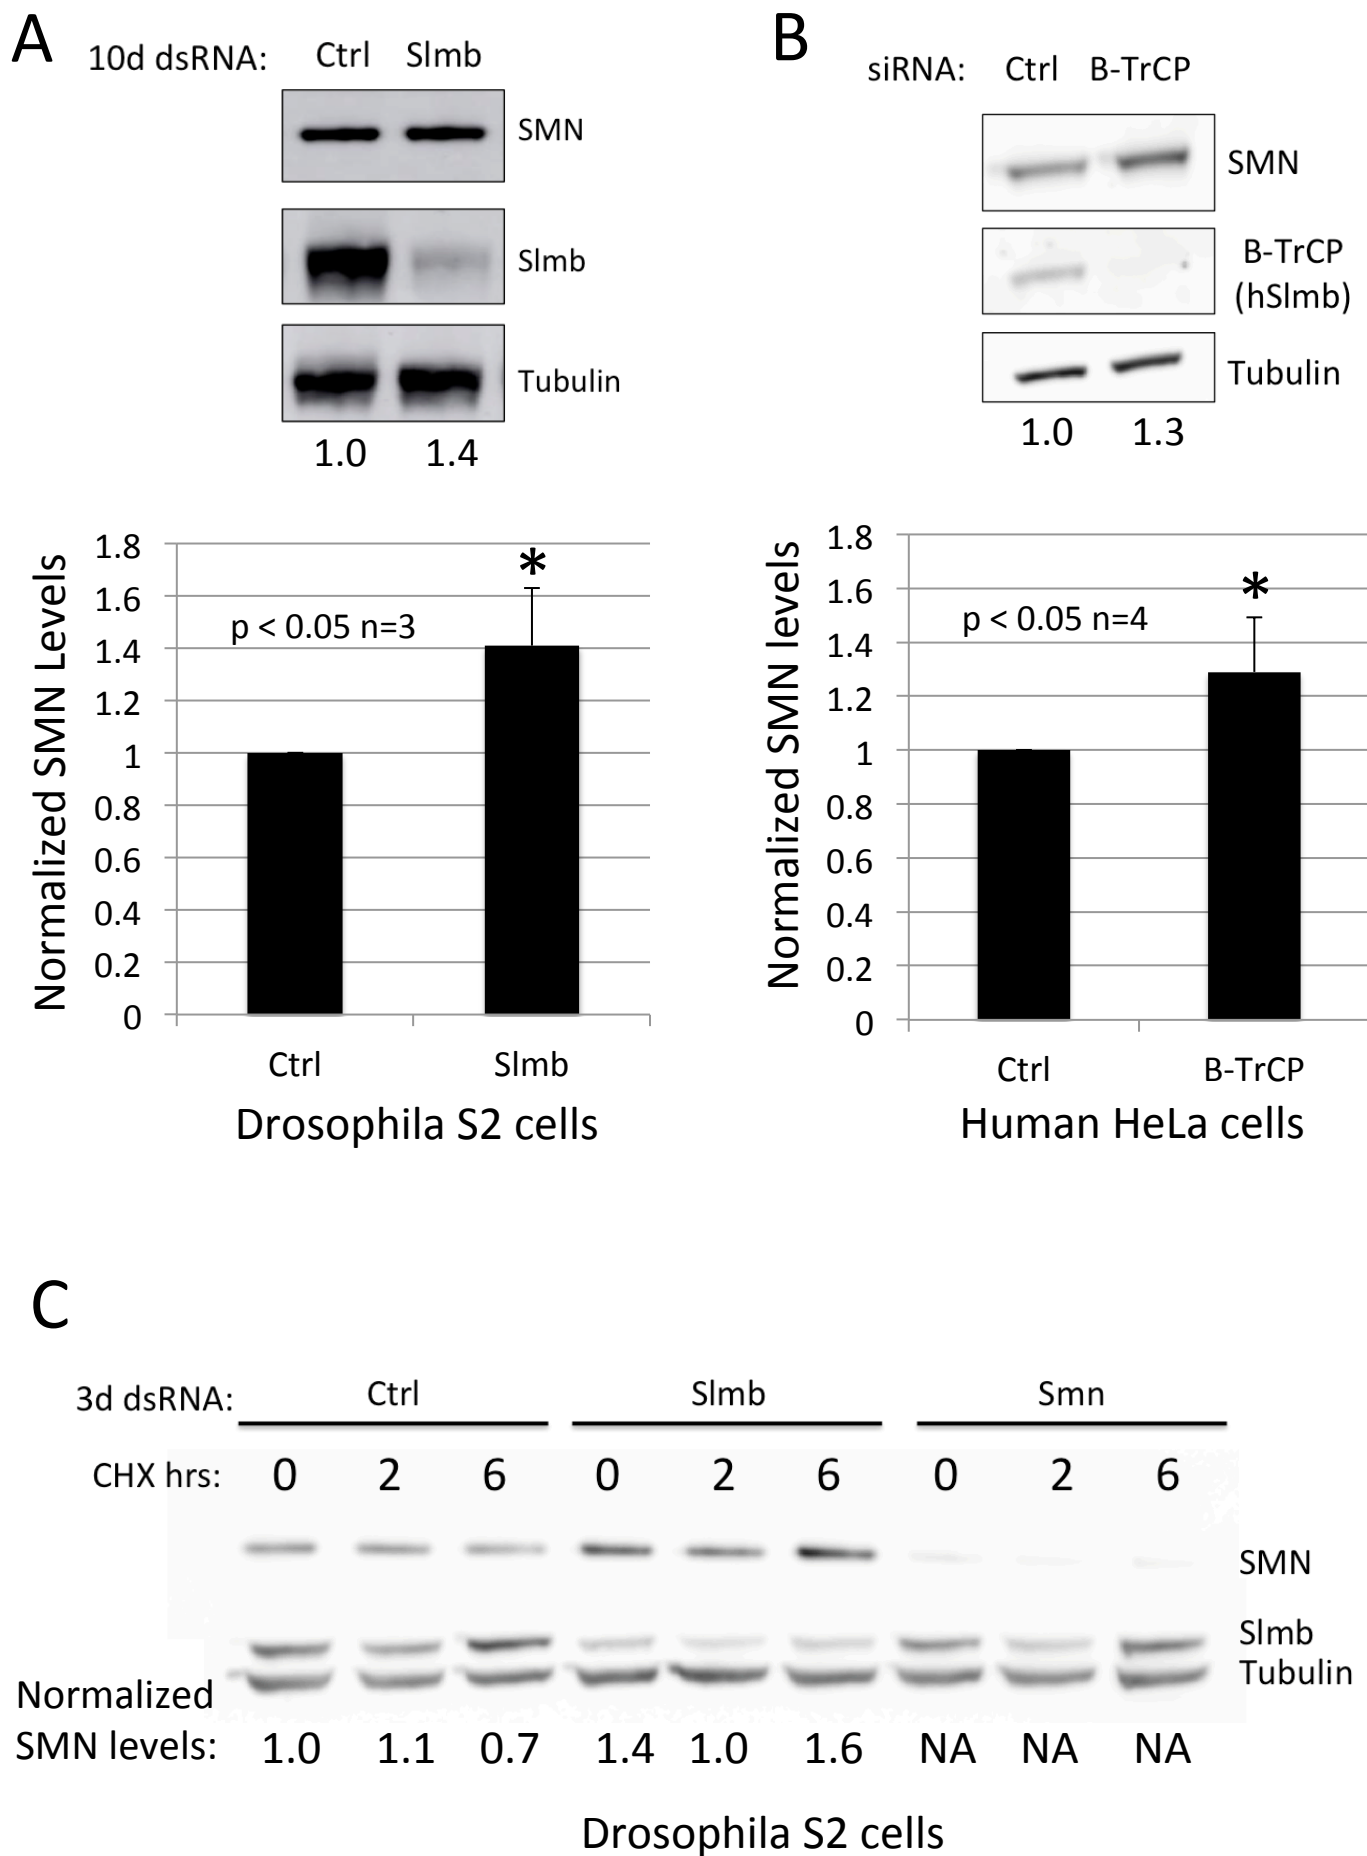 A
10d dsRNA: Ctrl Slmb
SMN
Slmb
Tubulin
1.0 1.4
1.8
1.6
1.4
1.2
1
0.8
0.6
0.4
0.2
0
Normalized SMN Levels
p < 0.05 n=3
*
Ctrl Slmb
Drosophila S2 cells
B
siRNA: Ctrl B-TrCP
SMN
B-TrCP
(hSlmb)
Tubulin
1.0 1.3
1.8
1.6
1.4
1.2
1
0.8
0.6
0.4
0.2
0
Normalized SMN levels
p < 0.05 n=4
*
Ctrl B-TrCP
Human HeLa cells
C
3d dsRNA: Ctrl Slmb Smn
CHX hrs: 0 2 6 0 2 6 0 2 6
SMN
Slmb
Tubulin
Normalized
SMN levels: 1.0 1.1 0.7 1.4 1.0 1.6 NA NA NA
Drosophila S2 cells